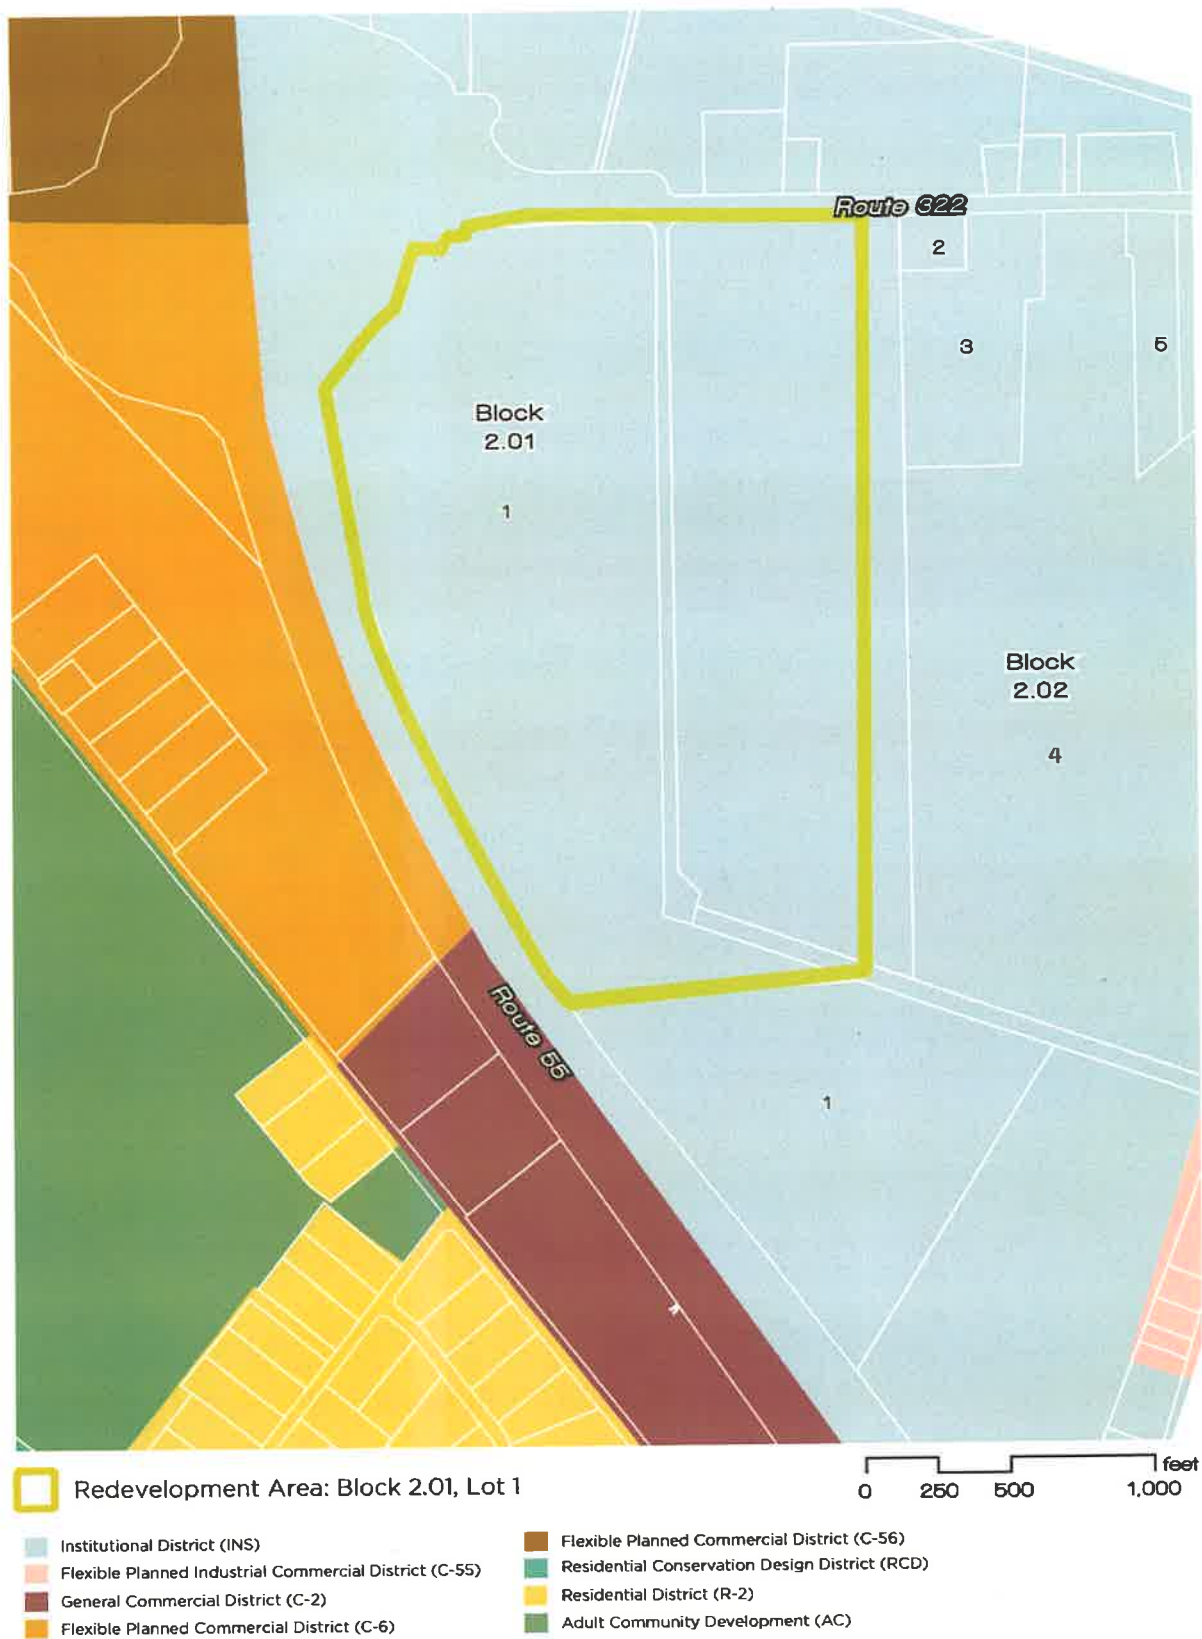 Route 322
2
3
5
Block
2.01
1
Block
2.02
4
Route 55
1
Redevelopment Area: Block 2.01, Lot 1
feet
0 250 500 1,000
Institutional District (INS)
Flexible Planned Industrial Commercial District (C-55)
General Commercial District (C-2)
Flexible Planned Commercial District (C-6)
Flexible Planned Commercial District (C-56)
Residential Conservation Design District (RCD)
Residential District (R-2)
Adult Community Development (AC)